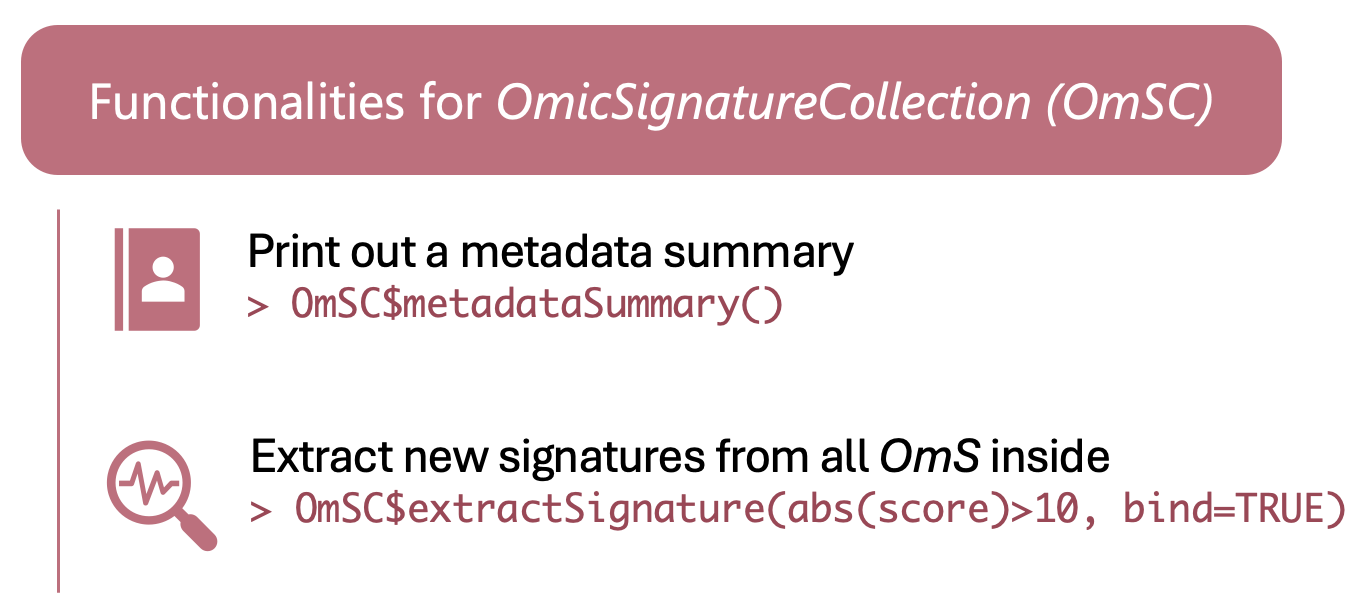 Functionalities for OmicSignatureCollection (OmSC)
Print out a metadata summary
> OmSC$metadataSummary()
Extract new signatures from all OmS inside
> OmSC$extractSignature(abs(score)>10, bind=TRUE)